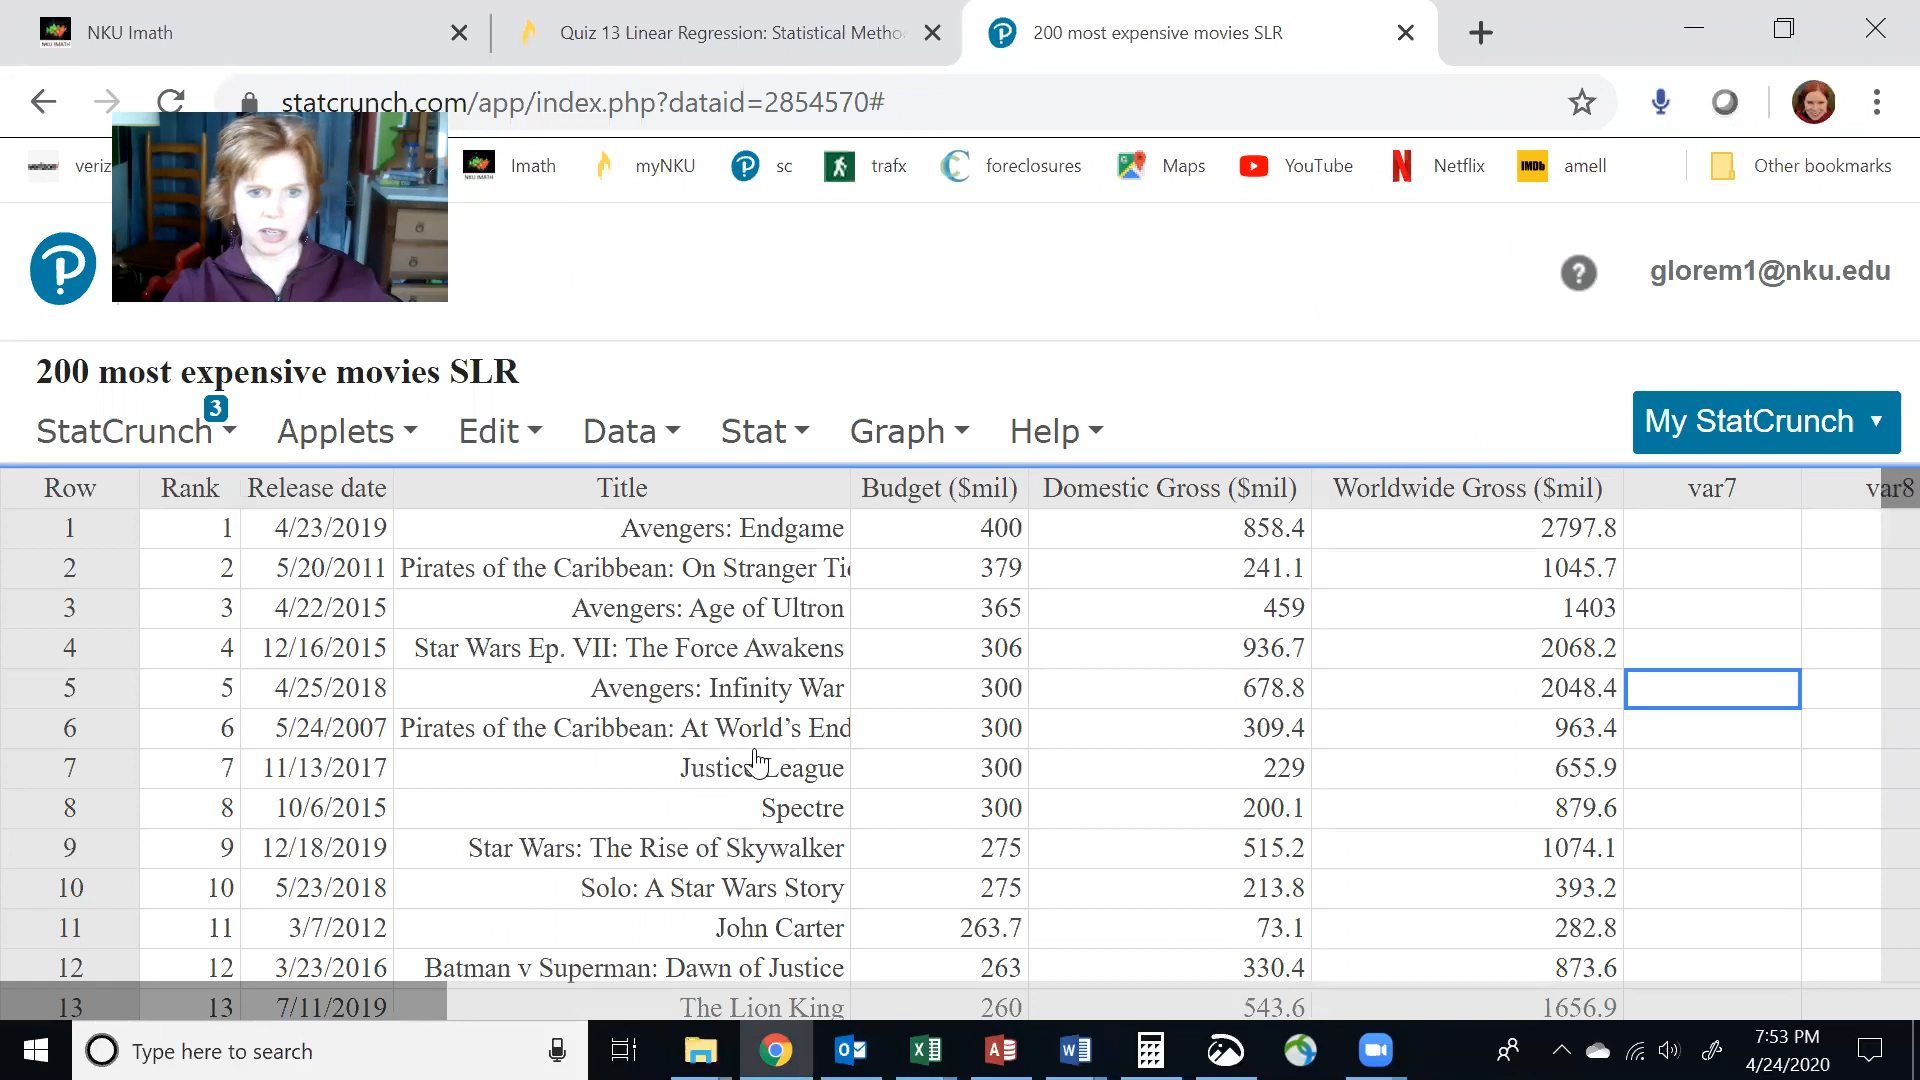 NKU Imath
Quiz 13 Linear Regression: Statistical Metho
200 most expensive movies SLR
statcrunch.com/app/index.php?dataid=2854570#
veriz
Imath
myNKU
sc
trafx
foreclosures
Maps
YouTube
Netflix
IMDb
amell
Other bookmarks
glorem1@nku.edu
200 most expensive movies SLR
StatCrunch 3 Applets Edit Data Stat Graph Help
My StatCrunch
Row Rank Release date Title Budget ($mil) Domestic Gross ($mil) Worldwide Gross ($mil) var7 var8
1 1 4/23/2019 Avengers: Endgame 400 858.4 2797.8
2 2 5/20/2011 Pirates of the Caribbean: On Stranger Ti 379 241.1 1045.7
3 3 4/22/2015 Avengers: Age of Ultron 365 459 1403
4 4 12/16/2015 Star Wars Ep. VII: The Force Awakens 306 936.7 2068.2
5 5 4/25/2018 Avengers: Infinity War 300 678.8 2048.4
6 6 5/24/2007 Pirates of the Caribbean: At World’s End 300 309.4 963.4
7 7 11/13/2017 Justice League 300 229 655.9
8 8 10/6/2015 Spectre 300 200.1 879.6
9 9 12/18/2019 Star Wars: The Rise of Skywalker 275 515.2 1074.1
10 10 5/23/2018 Solo: A Star Wars Story 275 213.8 393.2
11 11 3/7/2012 John Carter 263.7 73.1 282.8
12 12 3/23/2016 Batman v Superman: Dawn of Justice 263 330.4 873.6
13 13 7/11/2019 The Lion King 260 543.6 1656.9
Type here to search
7:53 PM
4/24/2020